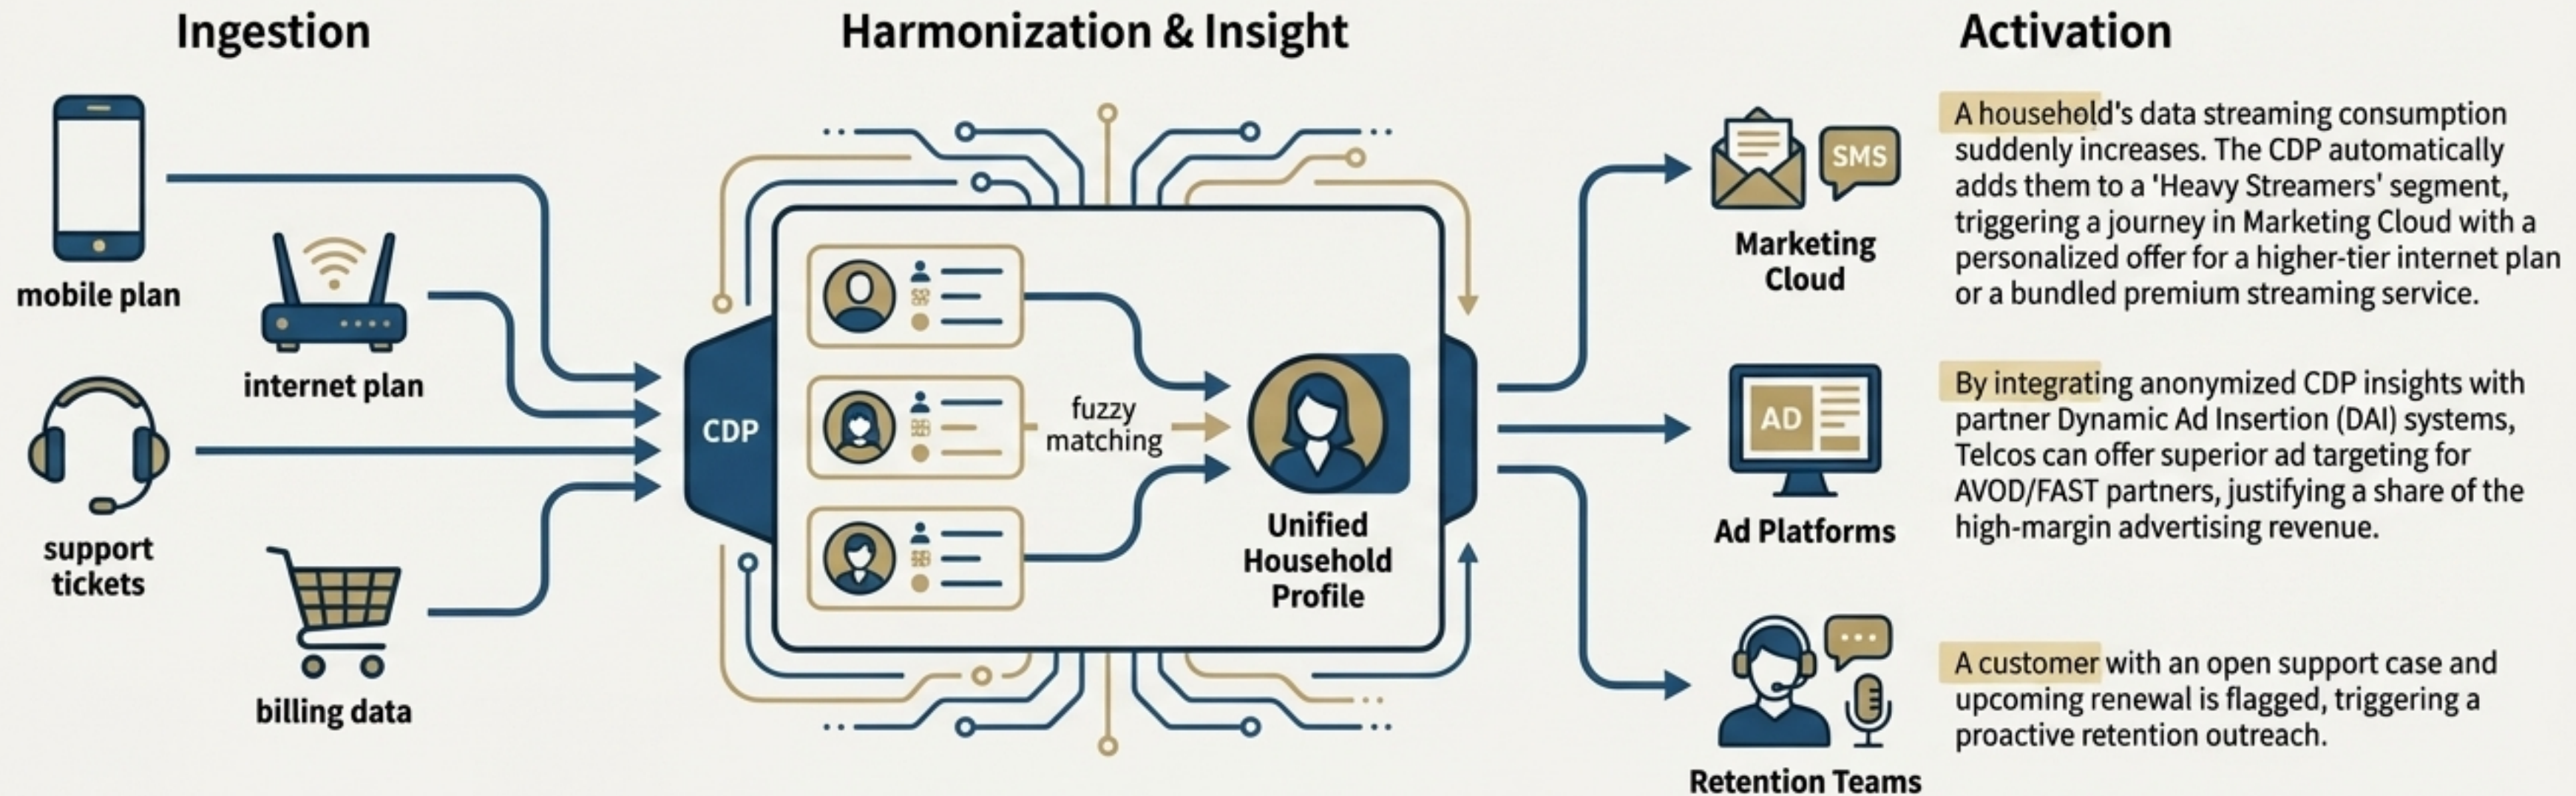 Ingestion
Harmonization & Insight
Activation
mobile plan
internet plan
support
tickets
billing data
CDP
fuzzy
matching
Unified
Household
Profile
SMS
Marketing
Cloud
A household's data streaming consumption
suddenly increases. The CDP automatically
adds them to a 'Heavy Streamers' segment,
triggering a journey in Marketing Cloud with a
personalized offer for a higher-tier internet plan
or a bundled premium streaming service.
AD
Ad Platforms
By integrating anonymized CDP insights with
partner Dynamic Ad Insertion (DAI) systems,
Telcos can offer superior ad targeting for
AVOD/FAST partners, justifying a share of the
high-margin advertising revenue.
Retention Teams
A customer with an open support case and
upcoming renewal is flagged, triggering a
proactive retention outreach.